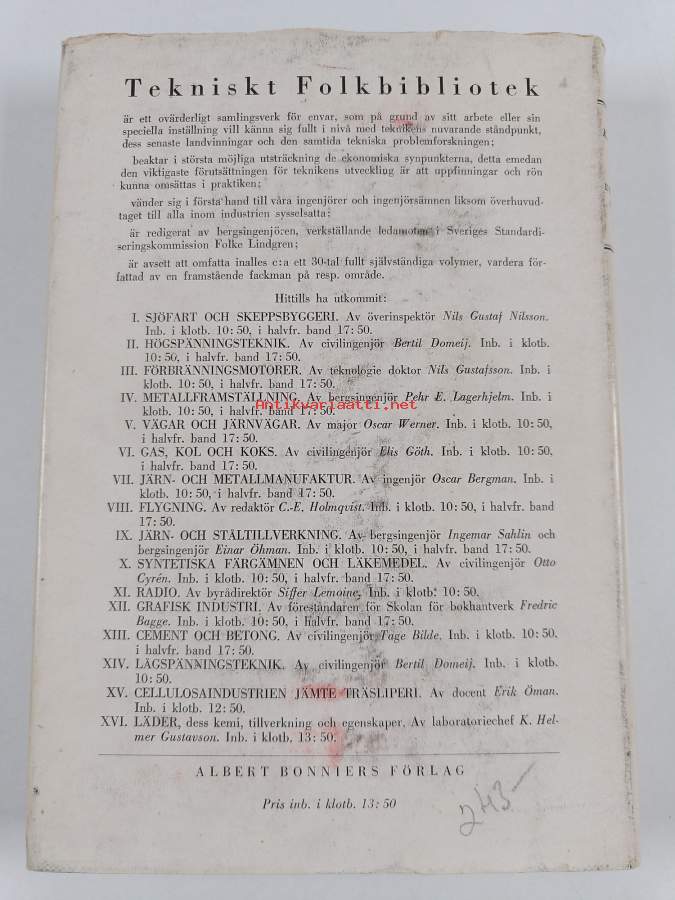 Tekniskt Folkbibliotek
är ett ovärderligt samlingsverk för envar, som på grund av sitt arbete eller sin
speciella inställning vill känna sig fullt i nivå med teknikens nuvarande ståndpunkt,
dess senaste landvinningar och den samtida tekniska problemforskningen;
beaktar i största möjliga utsträckning de ekonomiska synpunkterna, detta emedan
den viktigaste förutsättningen för teknikens utveckling är att uppfinningar och rön
kunna omsättas i praktiken;
vänder sig i första hand till våra ingenjörer och ingenjörsämnen liksom överhuvud-
taget till alla inom industrien sysselsatta;
är redigerat av bergsingenjören, verkställande ledamoten i Sveriges Standardi-
seringskommission Folke Lindgren;
är avsett att omfatta inalles c:a ett 30-tal fullt självständiga volymer, vardera för-
fattad av en framstående fackman på resp. område.
Hittills ha utkommit:
I. SJÖFART OCH SKEPPSBYGGERI. Av överinspektör Nils Gustaf Nilsson.
Inb. i klotb. 10:50, i halvfr. band 17:50.
II. HÖGSPÄNNINGSTEKNIK. Av civilingenjör Bertil Domeij. Inb. i klotb.
10:50, i halvfr. band 17:50.
III. FÖRBRÄNNINGSMOTORER. Av teknologie doktor Nils Gustafsson. Inb. i
klotb. 10:50, i halvfr. band 17:50.
IV. METALLFRAMSTÄLLNING. Av bergsingenjör Pehr E. Lagerhjelm. Inb. i
klotb. 10:50, i halvfr. band 17:50.
Antikvariaatti.net
V. VÄGAR OCH JÄRNVÄGAR. Av major Oscar Werner. Inb. i klotb. 10:50,
i halvfr. band 17:50.
VI. GAS, KOL OCH KOKS. Av civilingenjör Elis Göth. Inb. i klotb. 10:50,
i halvfr. band 17:50.
VII. JÄRN- OCH METALLMANUFAKTUR. Av ingenjör Oscar Bergman. Inb. i
klotb. 10:50, i halvfr. band 17:50.
VIII. FLYGNING. Av redaktör C.-E. Holmqvist. Inb. i klotb. 10:50, i halvfr. band
17:50.
IX. JÄRN- OCH STÅLTILLVERKNING. Av bergsingenjör Ingemar Sahlin och
bergsingenjör Einar Öhman. Inb. i klotb. 10:50, i halvfr. band 17:50.
X. SYNTETISKA FÄRGÄMNEN OCH LÄKEMEDEL. Av civilingenjör Otto
Cyrén. Inb. i klotb. 10:50, i halvfr. band 17:50.
XI. RADIO. Av byrådirektör Siffer Lemoine. Inb. i klotb. 10:50.
XII. GRAFISK INDUSTRI. Av föreståndaren för Skolan för bokhantverk Fredric
Bagge. Inb. i klotb. 10:50, i halvfr. band 17:50.
XIII. CEMENT OCH BETONG. Av civilingenjör Tage Bilde. Inb. i klotb. 10:50,
i halvfr. band 17:50.
XIV. LÅGSPÄNNINGSTEKNIK. Av civilingenjör Bertil Domeij. Inb. i klotb.
10:50.
XV. CELLULOSAINDUSTRIEN JÄMTE TRÄSLIPERI. Av docent Erik Öman.
Inb. i klotb. 12:50.
XVI. LÄDER, dess kemi, tillverkning och egenskaper. Av laboratoriechef K. Hel-
mer Gustavson. Inb. i klotb. 13:50.
ALBERT BONNIERS FÖRLAG
Pris inb. i klotb. 13:50
243-